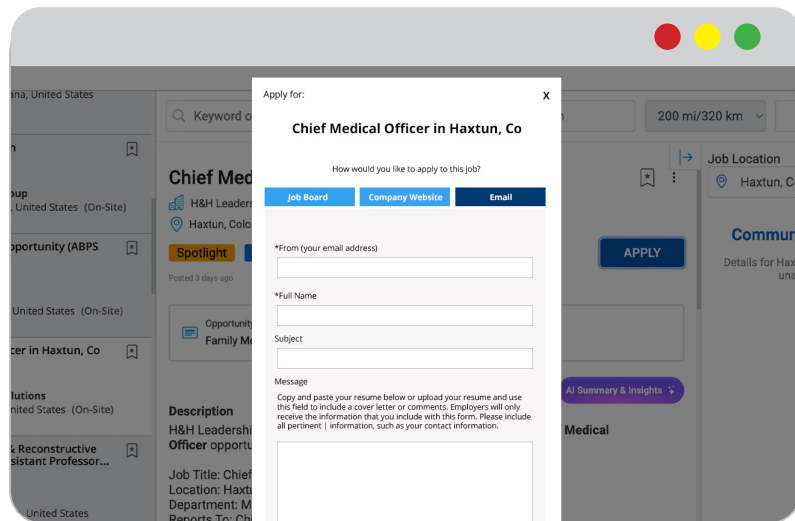 ana, United States
n
oup
, United States (On-Site)
pportunity (ABPS
United States (On-Site)
cer in Haxtun, Co
lutions
nited States (On-Site)
& Reconstructive
sistant Professor...
United States
Keyword o
n
200 mi/320 km
Chief Med
H&H Leaders
Haxtun, Colo
Spotlight
Posted 3 days ago
APPLY
Opportunity
Family Me
AI Summary & Insights
Description
H&H Leadershi
Medical
Officer opportu
Job Title: Chief
Location: Haxtu
Department: M
Reports To: Ch
Job Location
Haxtun, C
Commun
Details for Hax
una
Apply for:
X
Chief Medical Officer in Haxtun, Co
How would you like to apply to this job?
Job Board Company Website Email
*From (your email address)
*Full Name
Subject
Message
Copy and paste your resume below or upload your resume and use
this field to include a cover letter or comments. Employers will only
receive the information that you include with this form. Please include
all pertinent | information, such as your contact information.